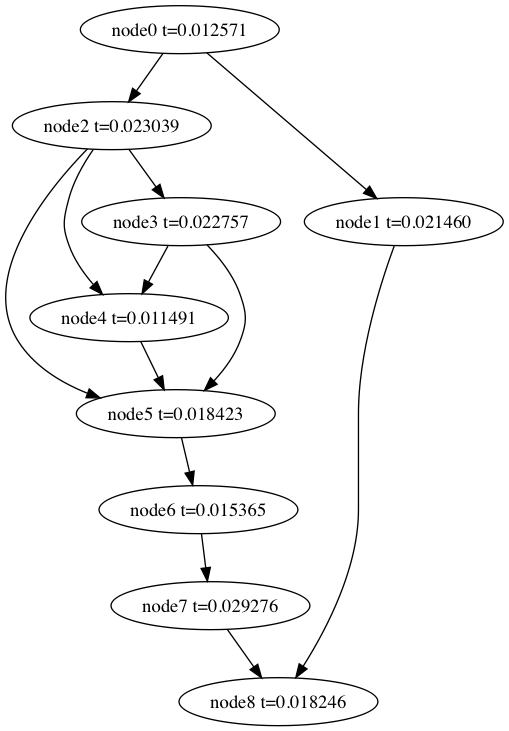 node0 t=0.012571
node2 t=0.023039
node3 t=0.022757
node1 t=0.021460
node4 t=0.011491
node5 t=0.018423
node6 t=0.015365
node7 t=0.029276
node8 t=0.018246